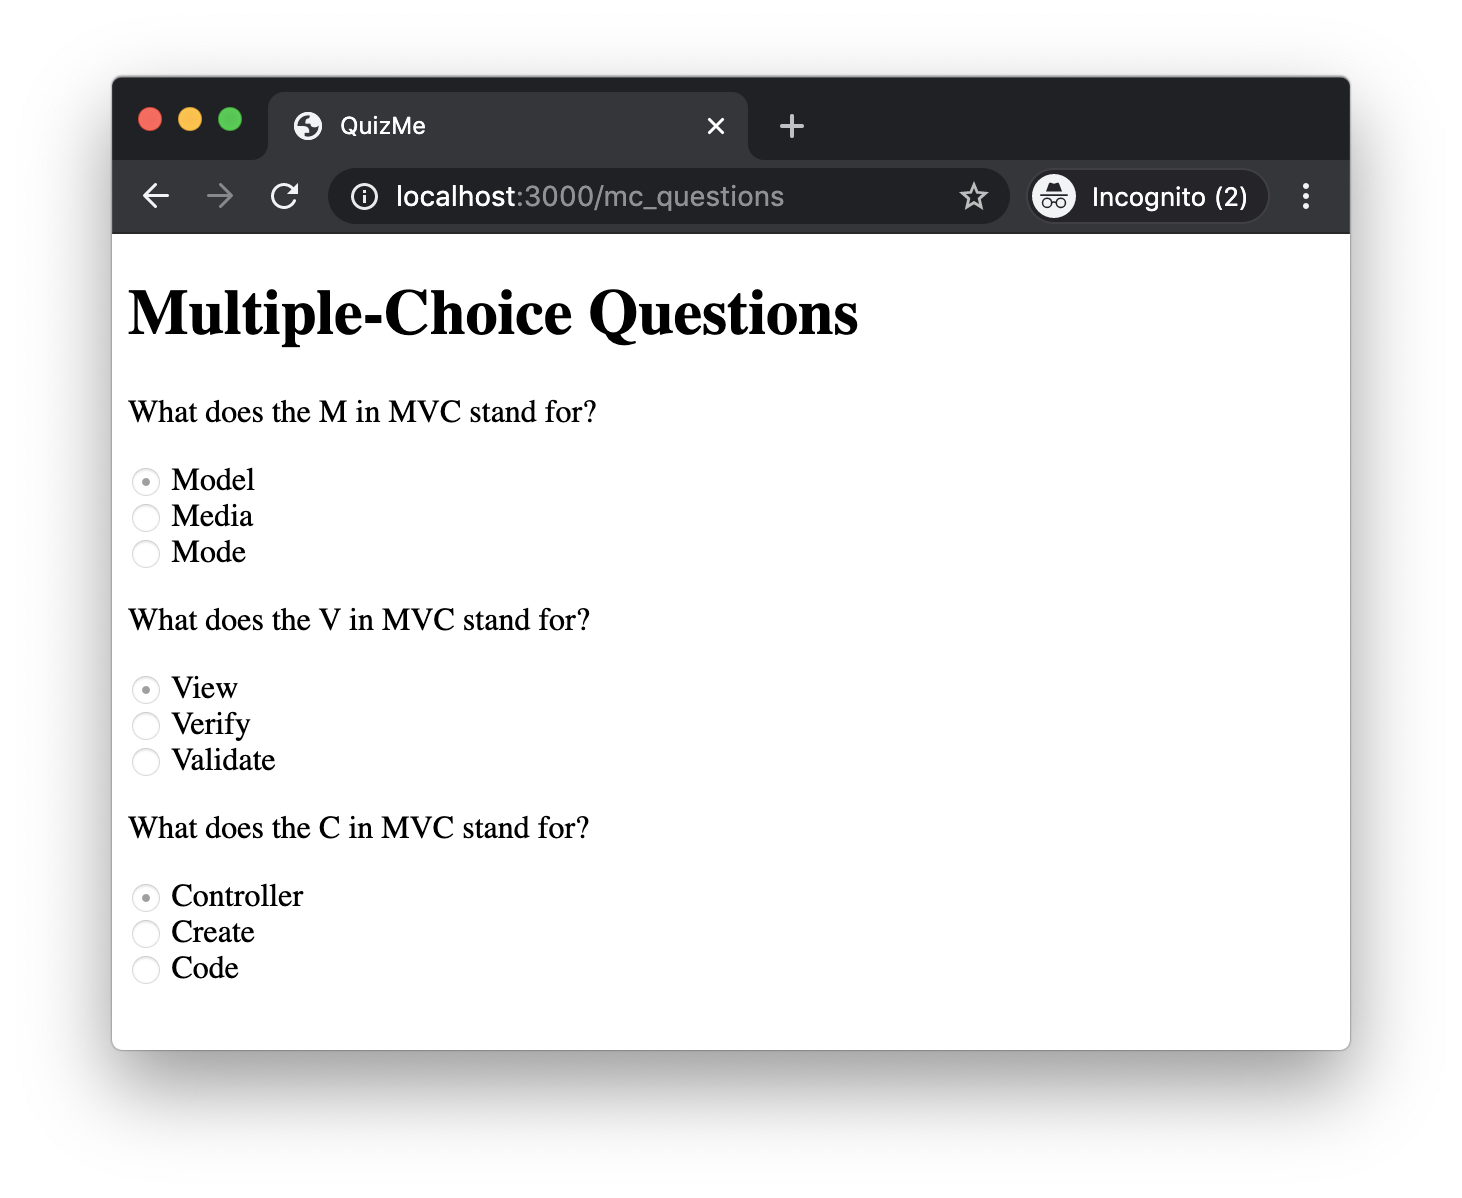 QuizMe
localhost:3000/mc_questions
Incognito (2)
Multiple-Choice Questions
What does the M in MVC stand for?
Model
Media
Mode
What does the V in MVC stand for?
View
Verify
Validate
What does the C in MVC stand for?
Controller
Create
Code